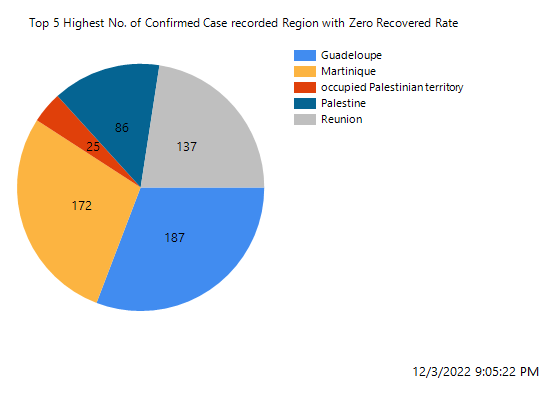 Top 5 Highest No. of Confirmed Case recorded Region with Zero Recovered Rate
Guadeloupe
Martinique
occupied Palestinian territory
Palestine
Reunion
86
25
137
172
187
12/3/2022 9:05:22 PM